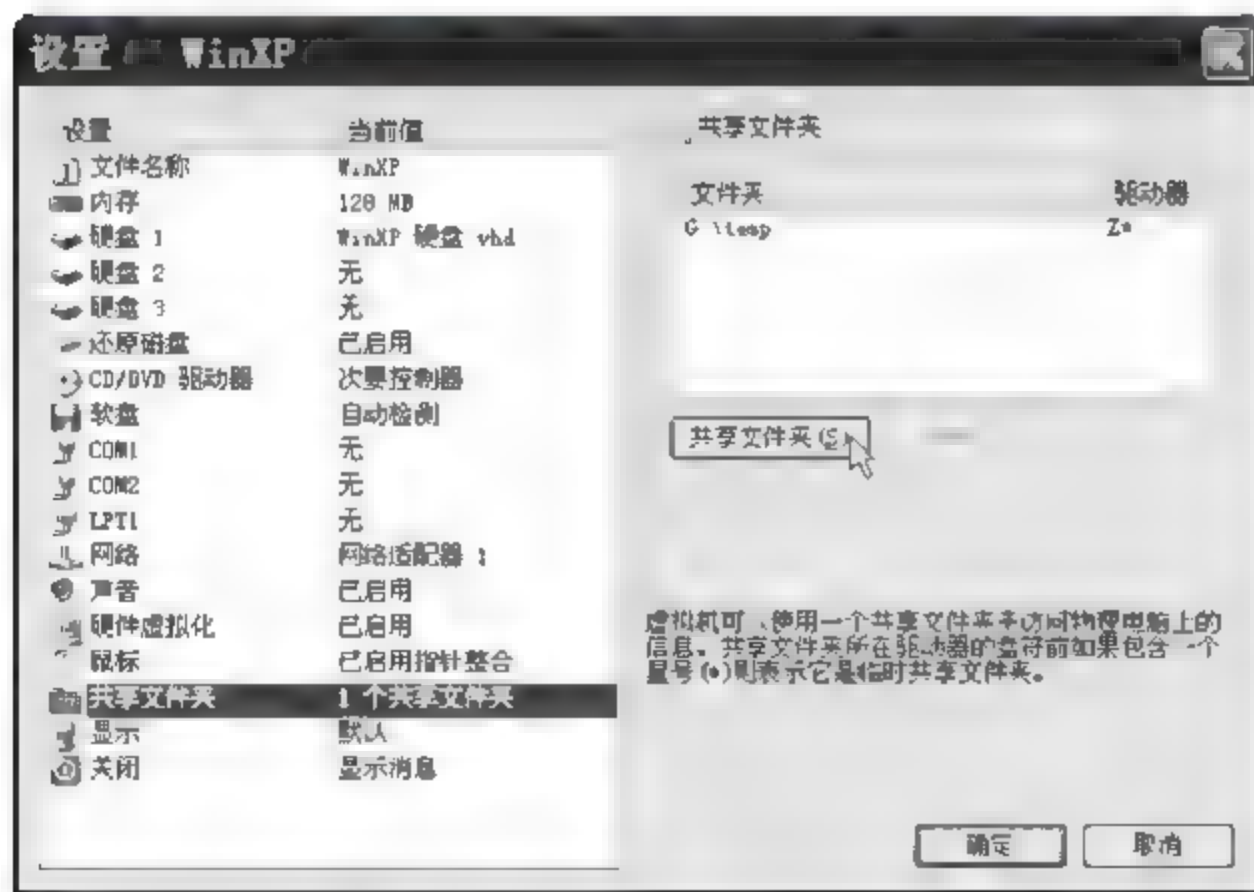 设置 WinXP
设置 当前值
文件名称 WinXP
内存 128 MB
硬盘 1 WinXP 硬盘 vhd
硬盘 2 无
硬盘 3 无
还原磁盘 已启用
CD/DVD 驱动器 次要控制器
软盘 自动检测
COM1 无
COM2 无
LPT1 无
网络 网络适配器 1
声音 已启用
硬件虚拟化 已启用
鼠标 已启用指针整合
共享文件夹 1 个共享文件夹
显示 默认
关闭 显示消息
共享文件夹
文件夹 驱动器
G \temp Z*
共享文件夹(S)
虚拟机可 使用一个共享文件夹来访问物理电脑上的
信息。共享文件夹所在驱动器的盘符前如果包含一个
星号(*)则表示它是临时共享文件夹。
确定 取消